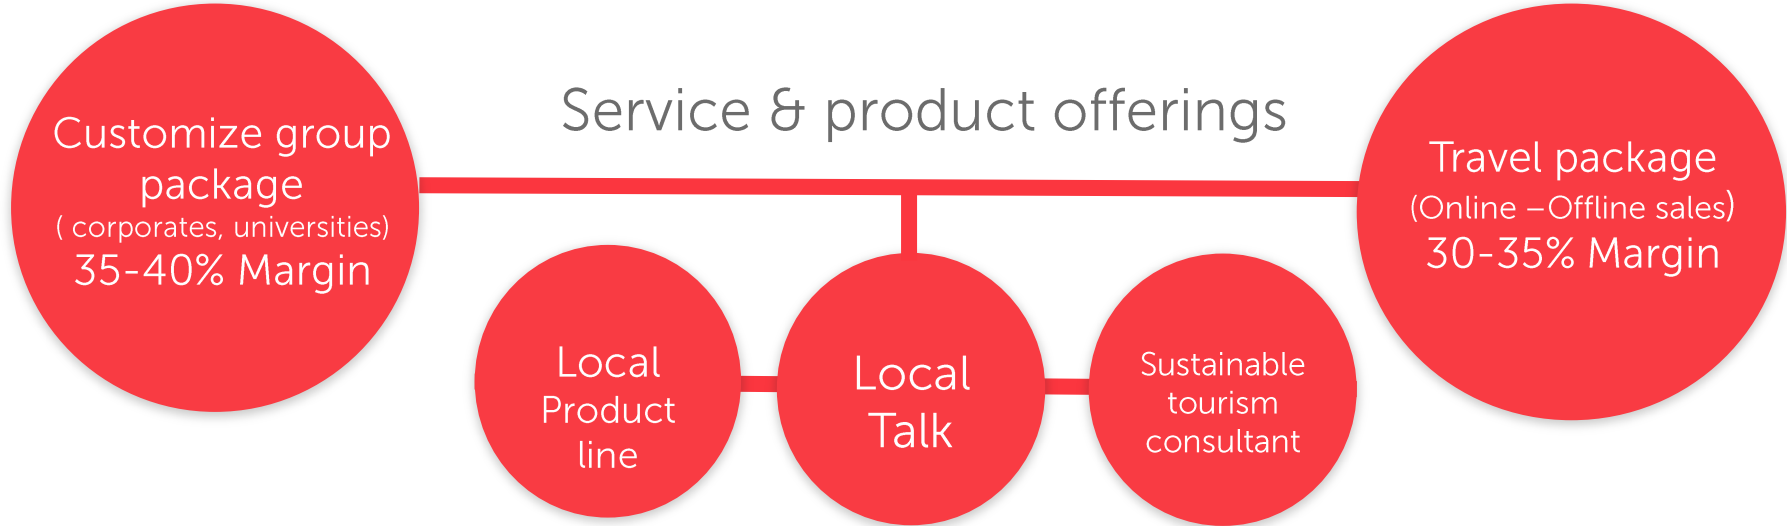 Service & product offerings
Customize group
package
( corporates, universities)
35-40% Margin
Travel package
(Online –Offline sales)
30-35% Margin
Local
Product
line
Local
Talk
Sustainable
tourism
consultant